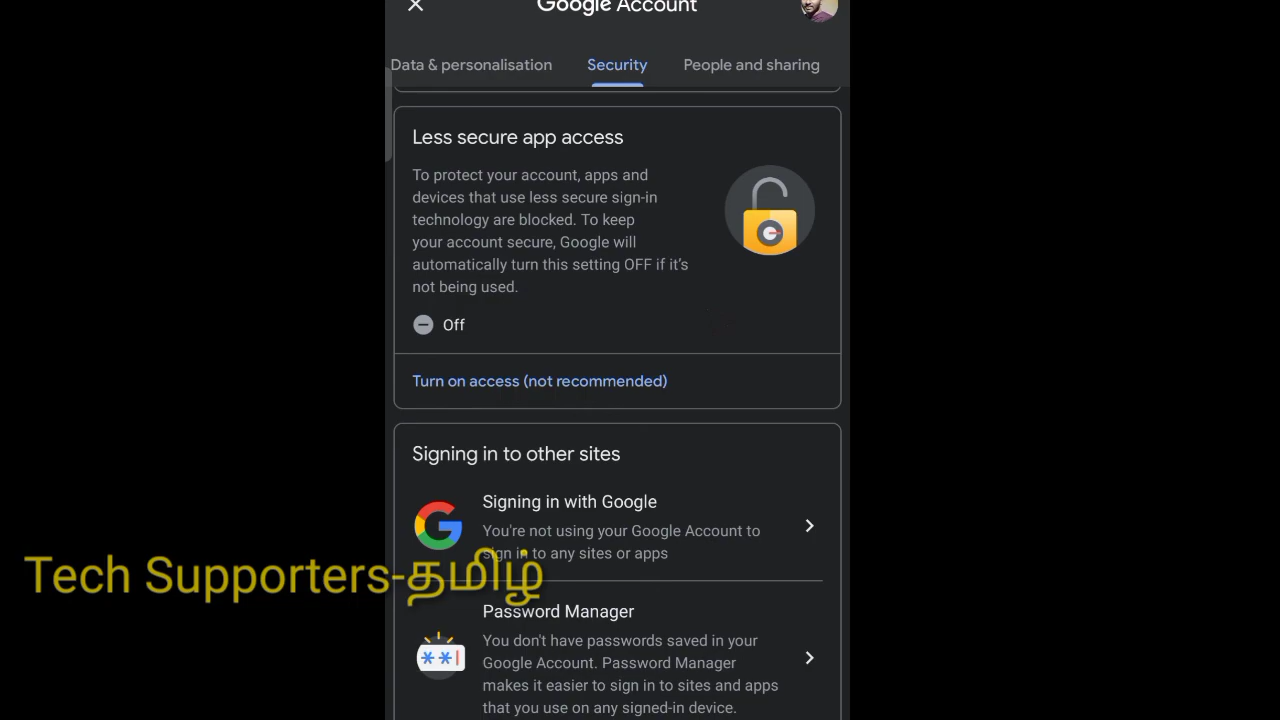 Google Account
Data & personalisation
Security
People and sharing
Less secure app access
To protect your account, apps and
devices that use less secure sign-in
technology are blocked. To keep
your account secure, Google will
automatically turn this setting OFF if it's
not being used.
Off
Turn on access (not recommended)
Signing in to other sites
Signing in with Google
You're not using your Google Account to
sign in to any sites or apps
Tech Supporters-தமிழ்
Password Manager
You don't have passwords saved in your
Google Account. Password Manager
makes it easier to sign in to sites and apps
that you use on any signed-in device.